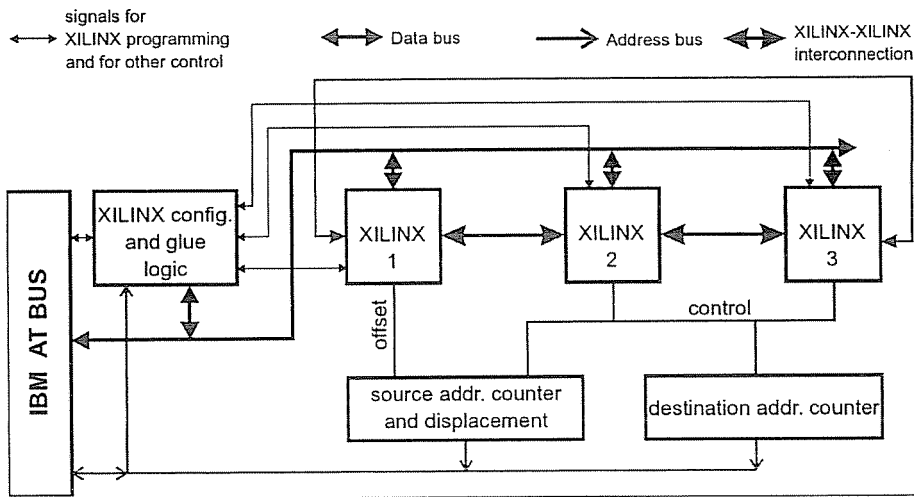 signals for
XILINX programming
and for other control
Data bus
Address bus
XILINX-XILINX
interconnection
IBM AT BUS
XILINX config.
and glue
logic
XILINX
1
XILINX
2
XILINX
3
offset
control
source addr. counter
and displacement
destination addr. counter